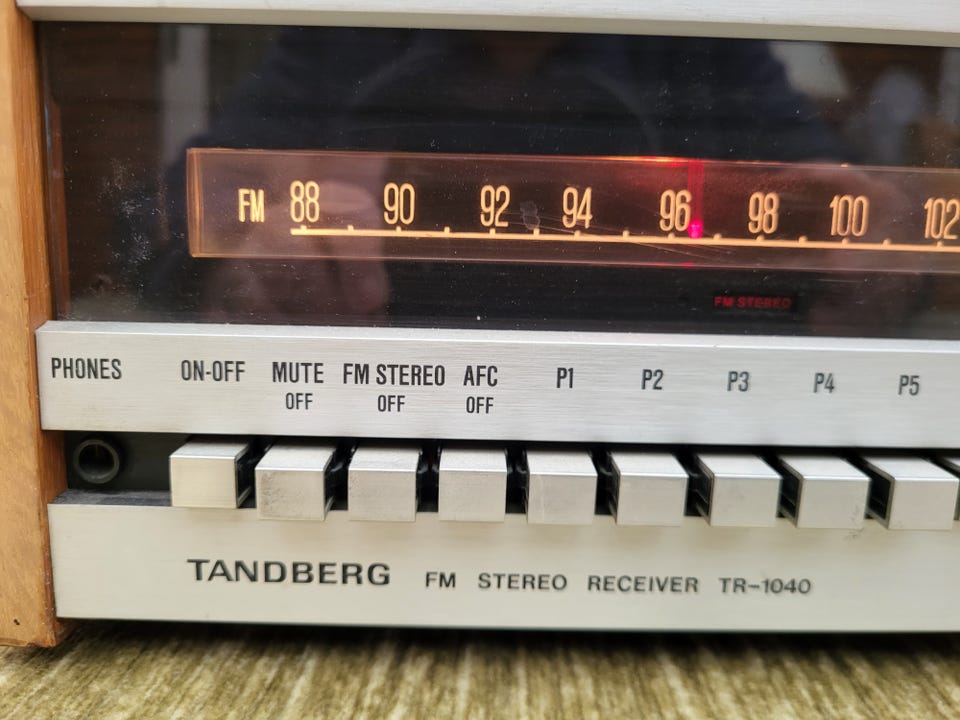 FM 88 90 92 94 96 98 100 102
FM STEREO
PHONES ON-OFF MUTE FM STEREO AFC P1 P2 P3 P4 P5
OFF OFF OFF
TANDBERG FM STEREO RECEIVER TR-1040